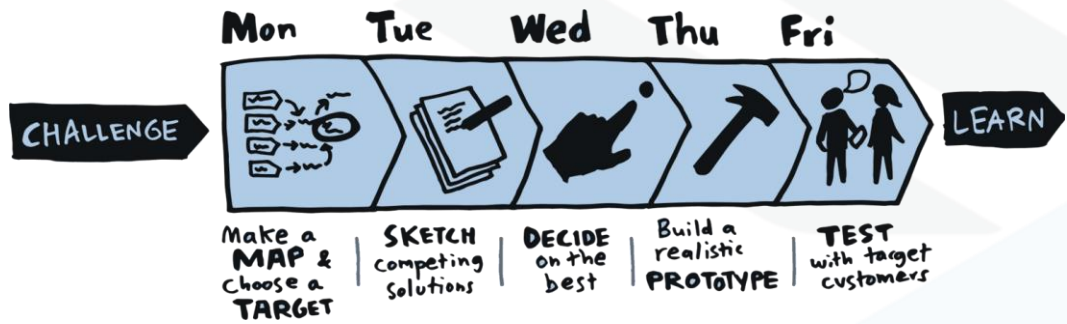 Mon Tue Wed Thu Fri
CHALLENGE
LEARN
Make a
MAP &
choose a
TARGET
SKETCH
competing
solutions
DECIDE
on the
best
Build a
realistic
PROTOTYPE
TEST
with target
customers